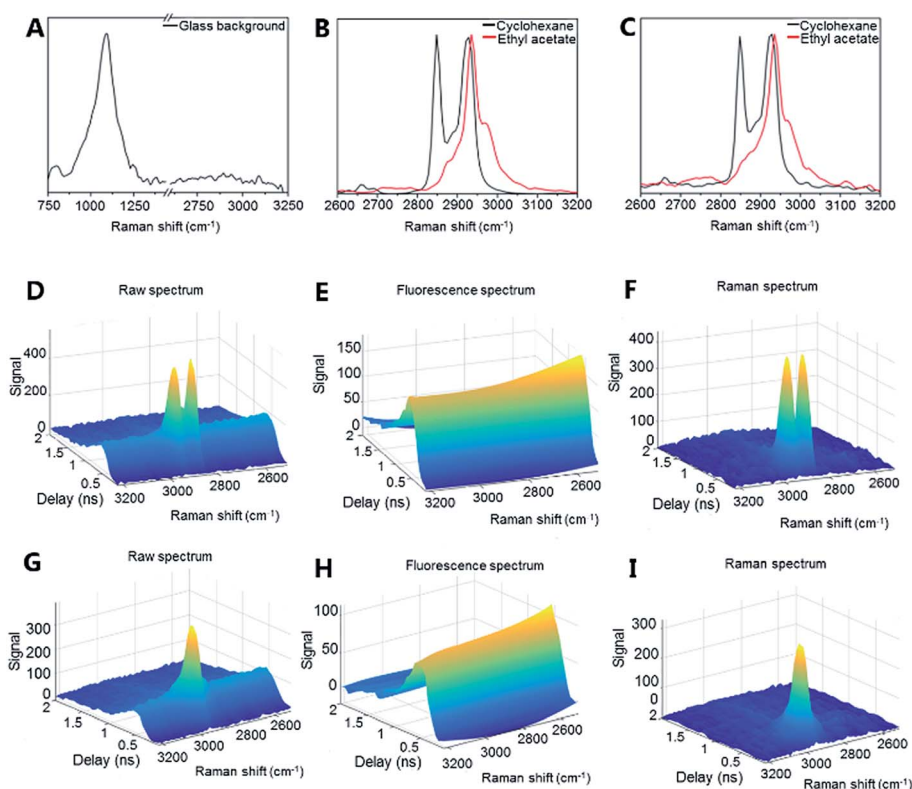 A
Glass background
750 1000 1250 2750 3000 3250
Raman shift (cm⁻¹)
B
Cyclohexane
Ethyl acetate
2600 2700 2800 2900 3000 3100 3200
Raman shift (cm⁻¹)
C
Cyclohexane
Ethyl acetate
2600 2700 2800 2900 3000 3100 3200
Raman shift (cm⁻¹)
D
Raw spectrum
Signal
400
200
0
2
1.5
1
0.5
Delay (ns)
3200 3000 2800 2600
Raman shift (cm⁻¹)
E
Fluorescence spectrum
Signal
150
100
50
0
2
1.5
1
0.5
Delay (ns)
3200 3000 2800 2600
Raman shift (cm⁻¹)
F
Raman spectrum
Signal
400
300
200
100
0
2
1.5
1
0.5
Delay (ns)
3200 3000 2800 2600
Raman shift (cm⁻¹)
G
Raw spectrum
Signal
300
200
100
0
2
1.5
1
0.5
Delay (ns)
3200 3000 2800 2600
Raman shift (cm⁻¹)
H
Fluorescence spectrum
Signal
100
50
0
2
1.5
1
0.5
Delay (ns)
3200 3000 2800 2600
Raman shift (cm⁻¹)
I
Raman spectrum
Signal
300
200
100
0
2
1.5
1
0.5
Delay (ns)
3200 3000 2800 2600
Raman shift (cm⁻¹)